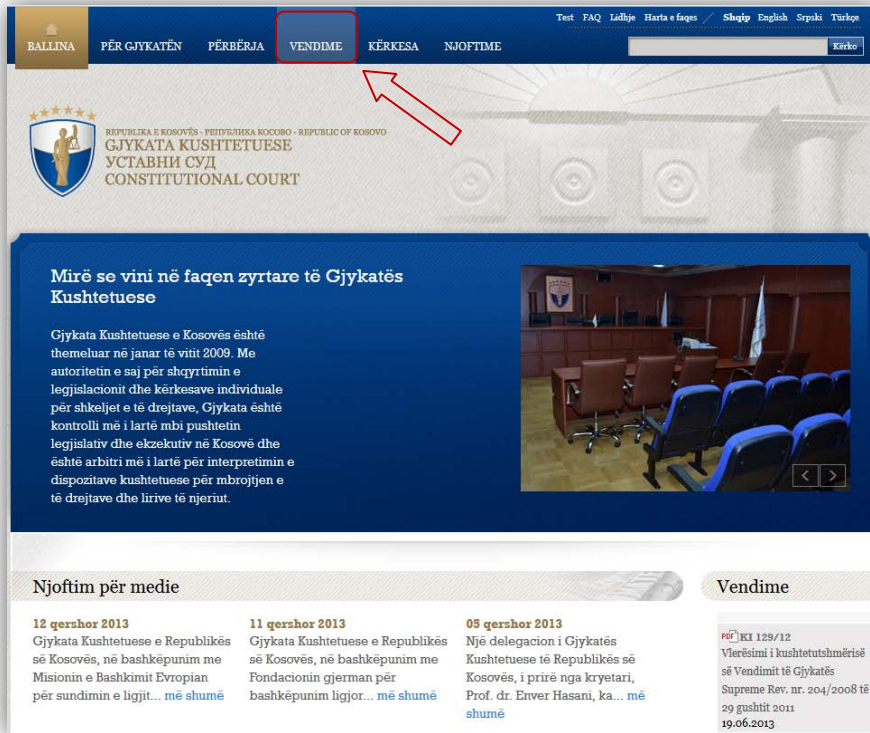 Test FAQ Lidhje Harta e faqes / Shqip English Srpski Türkçe
BALLINA PËR GJYKATËN PËRBËRJA VENDIME KËRKESA NJOFTIME
Kërko
REPUBLIKA E KOSOVËS - РЕПУБЛИКА КОСОВО - REPUBLIC OF KOSOVO
GJYKATA KUSHTETUESE
УСТАВНИ СУД
CONSTITUTIONAL COURT
Mirë se vini në faqen zyrtare të Gjykatës
Kushtetuese
Gjykata Kushtetuese e Kosovës është
themeluar në janar të vitit 2009. Me
autoritetin e saj për shqyrtimin e
legjislacionit dhe kërkesave individuale
për shkeljet e të drejtave, Gjykata është
kontrolli më i lartë mbi pushtetin
legjislativ dhe ekzekutiv në Kosovë dhe
është arbitri më i lartë për interpretimin e
dispozitave kushtetuese për mbrojtjen e
të drejtave dhe lirive të njeriut.
Njoftim për medie
12 qershor 2013
Gjykata Kushtetuese e Republikës
së Kosovës, në bashkëpunim me
Misionin e Bashkimit Evropian
për sundimin e ligjit... më shumë
11 qershor 2013
Gjykata Kushtetuese e Republikës
së Kosovës, në bashkëpunim me
Fondacionin gjerman për
bashkëpunim ligjor... më shumë
05 qershor 2013
Një delegacion i Gjykatës
Kushtetuese të Republikës së
Kosovës, i prirë nga kryetari,
Prof. dr. Enver Hasani, ka... më
shumë
Vendime
PDF KI 129/12
Vlerësimi i kushtetutshmërisë
së Vendimit të Gjykatës
Supreme Rev. nr. 204/2008 të
29 gushtit 2011
19.06.2013